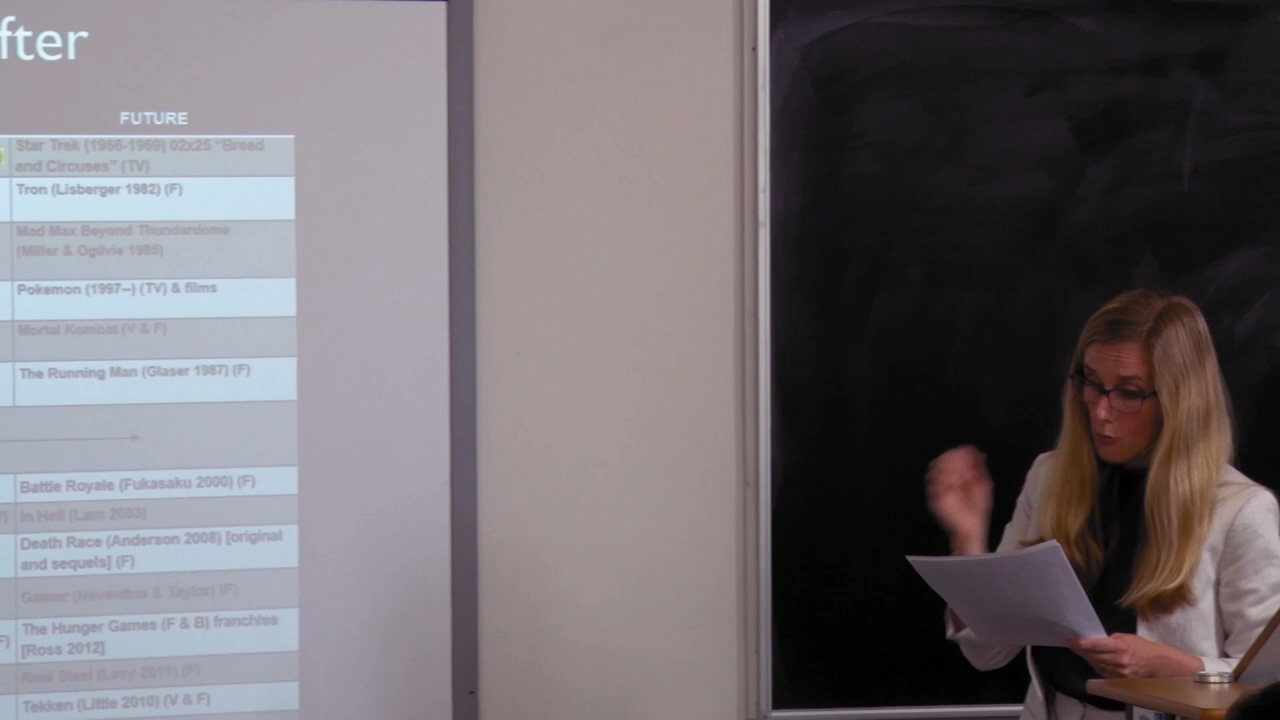 fter
FUTURE
Star Trek (1966-1969) 02x25 "Bread
and Circuses" (TV)
Tron (Lisberger 1982) (F)
Mad Max Beyond Thunderdome
(Miller & Ogilvie 1985)
Pokemon (1997--) (TV) & films
Mortal Kombat (V & F)
The Running Man (Glaser 1987) (F)
Battle Royale (Fukasaku 2000) (F)
In Hell (Lam 2003)
Death Race (Anderson 2008) [original
and sequels] (F)
Gamer (Neveldine & Taylor) (F)
The Hunger Games (F & B) franchise
F) [Ross 2012]
Real Steel (Levy 2011) (F)
Tekken (Little 2010) (V & F)